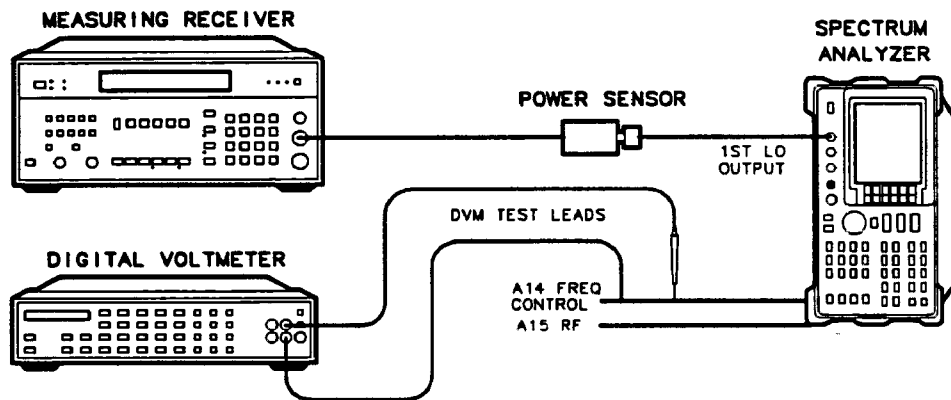 MEASURING RECEIVER
SPECTRUM
ANALYZER
POWER SENSOR
1ST LO
OUTPUT
DVM TEST LEADS
DIGITAL VOLTMETER
A14 FREQ
CONTROL
A15 RF